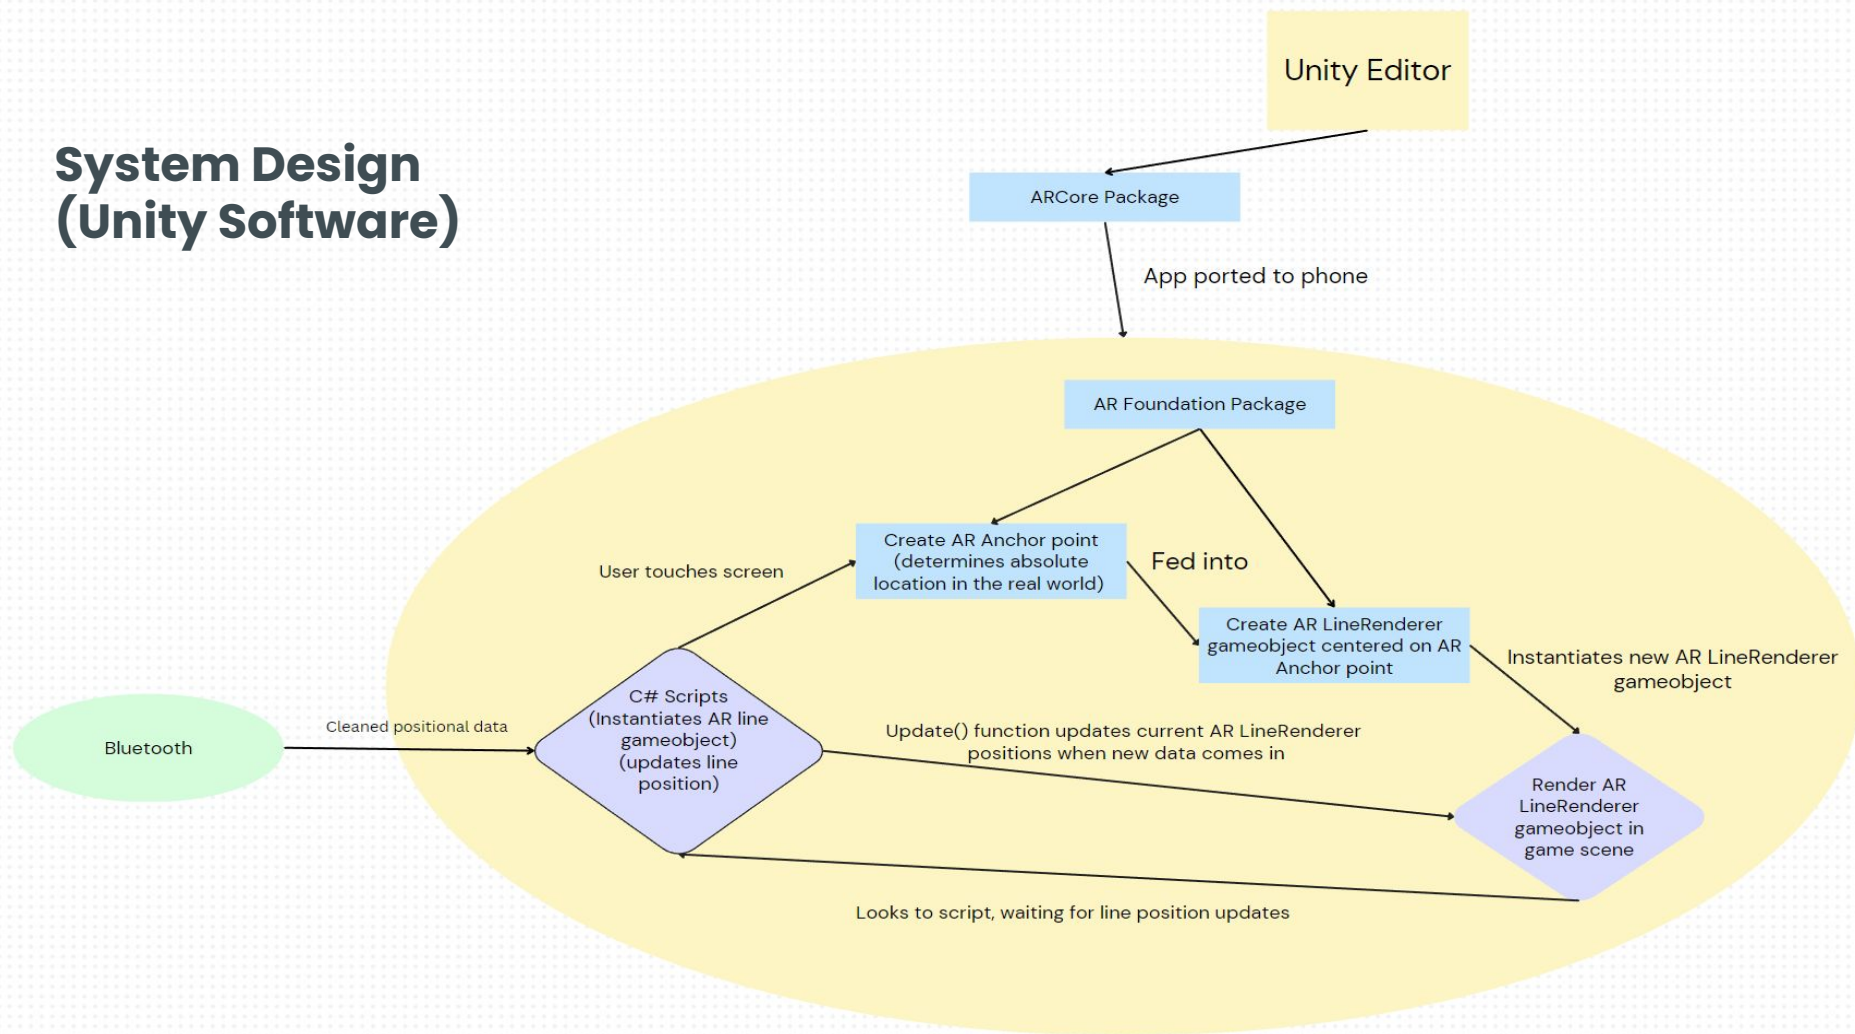 System Design
(Unity Software)
Unity Editor
ARCore Package
App ported to phone
AR Foundation Package
Create AR Anchor point
(determines absolute
location in the real world)
Fed into
User touches screen
Create AR LineRenderer
gameobject centered on AR
Anchor point
Instantiates new AR LineRenderer
gameobject
C# Scripts
(Instantiates AR line
gameobject)
(updates line
position)
Cleaned positional data
Bluetooth
Update() function updates current AR LineRenderer
positions when new data comes in
Render AR
LineRenderer
gameobject in
game scene
Looks to script, waiting for line position updates